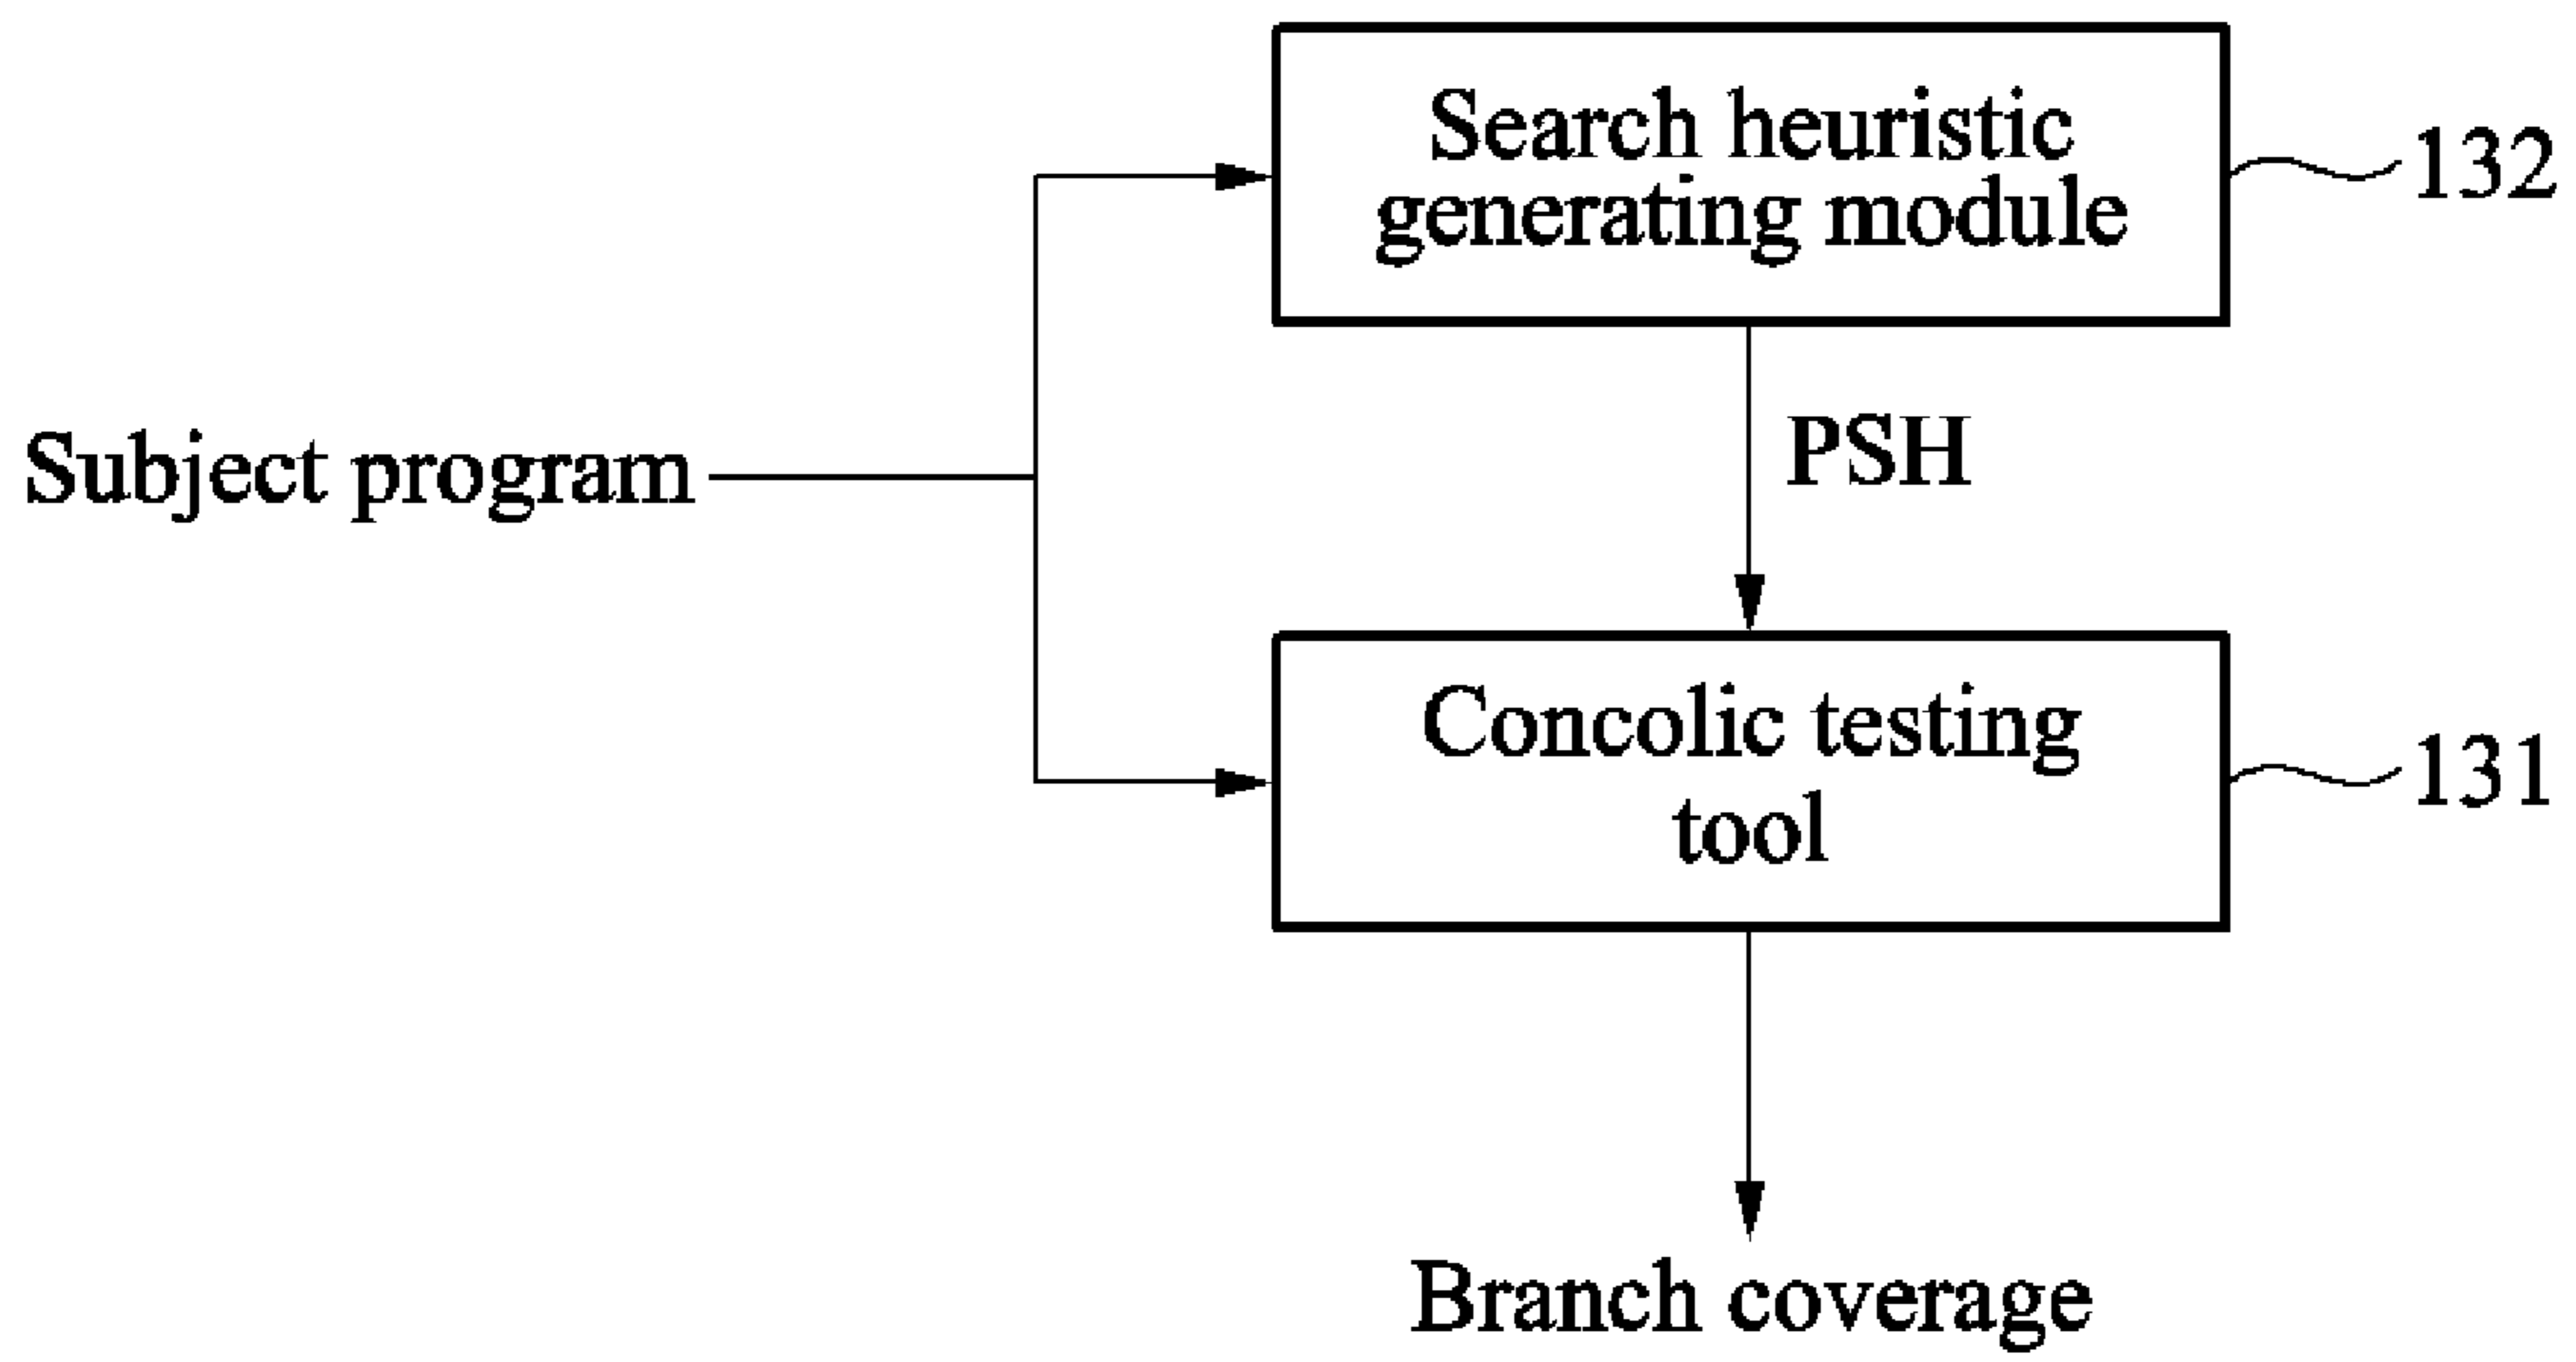 Search heuristic
generating module
132
Subject program
PSH
Concolic testing
tool
131
Branch coverage